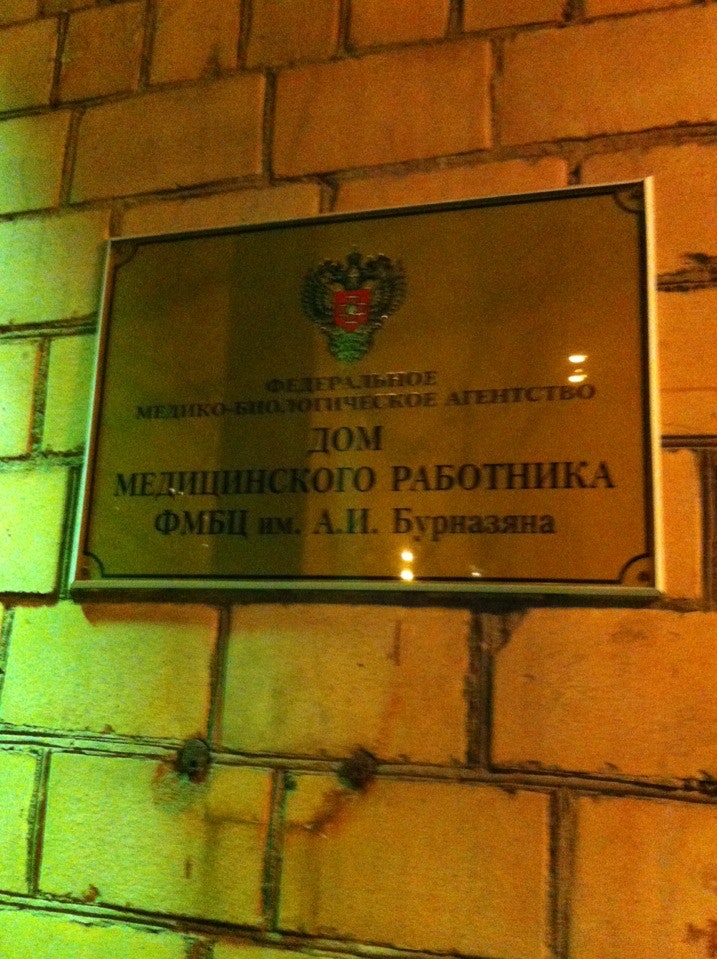 ФЕДЕРАЛЬНОЕ
МЕДИКО-БИОЛОГИЧЕСКОЕ АГЕНТСТВО
ДОМ
МЕДИЦИНСКОГО РАБОТНИКА
ФМБЦ им. А.И. Бурназяна